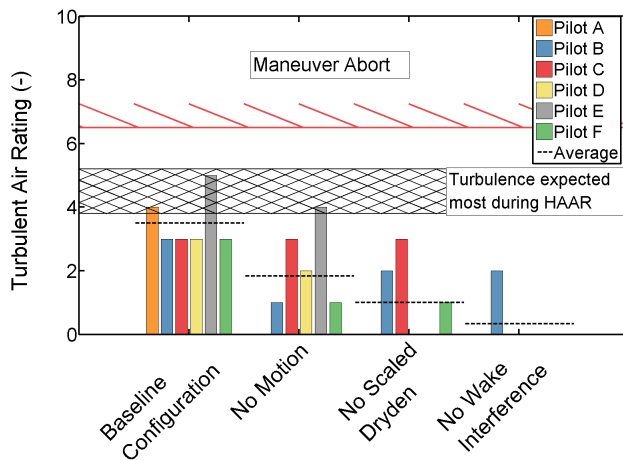 10
8
6
4
2
0
Turbulent Air Rating (-)
Maneuver Abort
Pilot A
Pilot B
Pilot C
Pilot D
Pilot E
Pilot F
Average
Turbulence expected
most during HAAR
Baseline
Configuration
No Motion
No Scaled
Dryden
No Wake
Interference